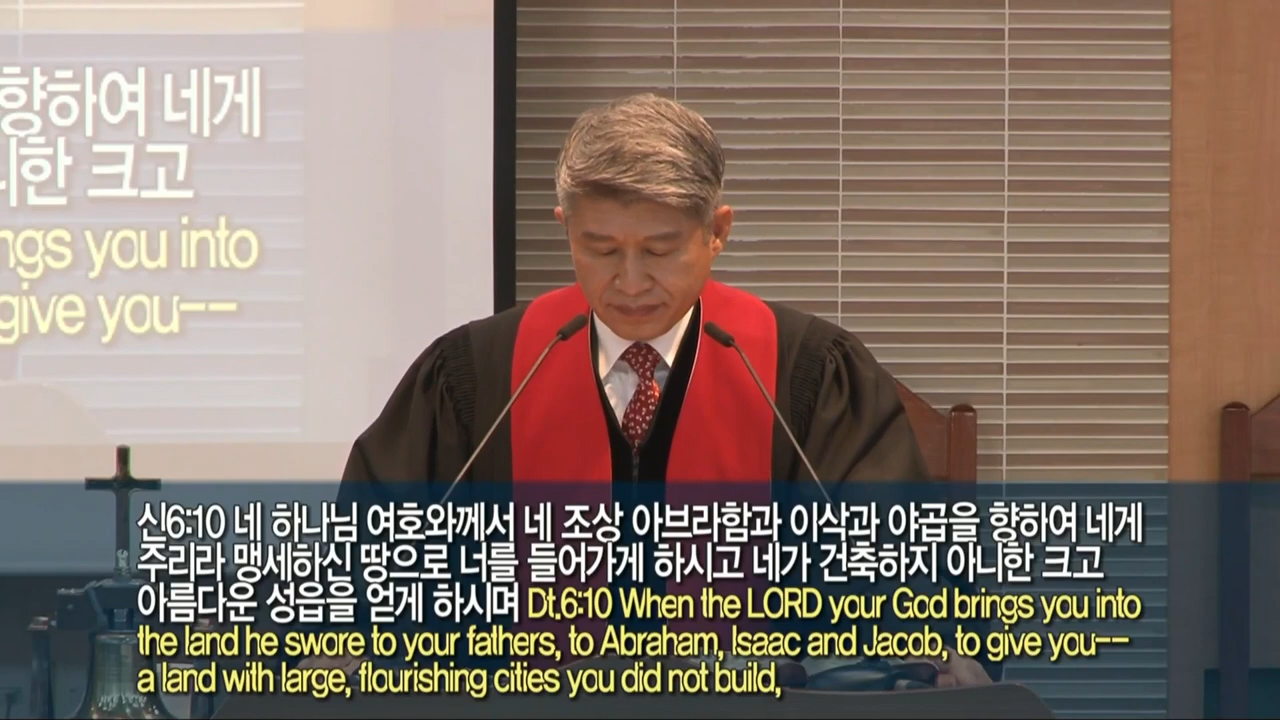 향하여 네게
니한 크고
ngs you into
give you--
신6:10 네 하나님 여호와께서 네 조상 아브라함과 이삭과 야곱을 향하여 네게
주리라 맹세하신 땅으로 너를 들어가게 하시고 네가 건축하지 아니한 크고
아름다운 성읍을 얻게 하시며 Dt.6:10 When the LORD your God brings you into
the land he swore to your fathers, to Abraham, Isaac and Jacob, to give you--
a land with large, flourishing cities you did not build,